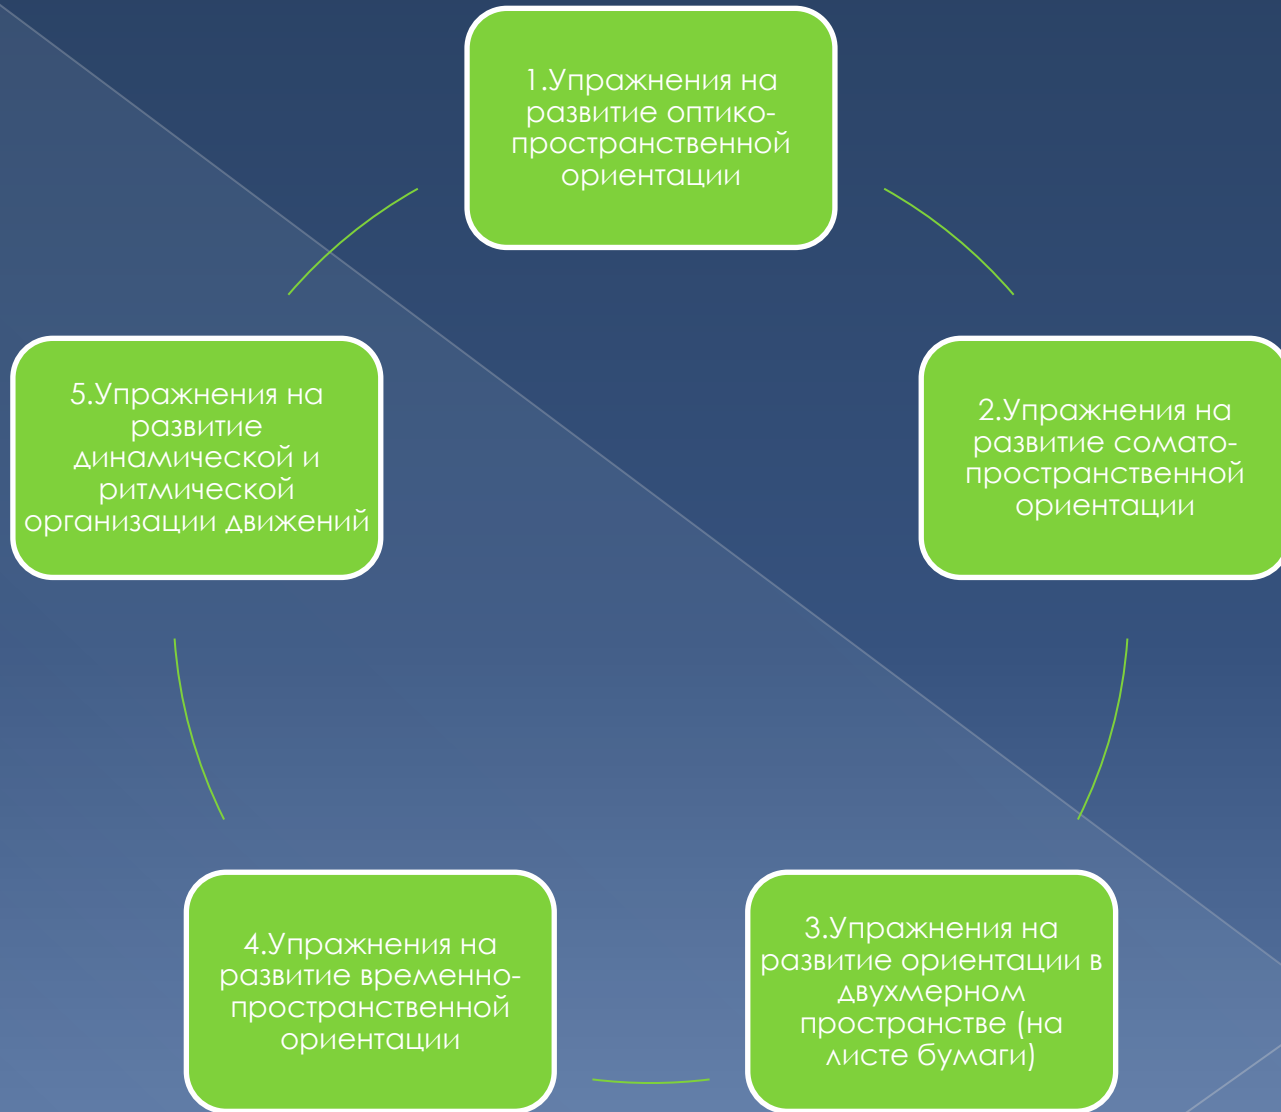 1.Упражнения на
развитие оптико-
пространственной
ориентации
2.Упражнения на
развитие сомато-
пространственной
ориентации
3.Упражнения на
развитие ориентации в
двухмерном
пространстве (на
листе бумаги)
4.Упражнения на
развитие временно-
пространственной
ориентации
5.Упражнения на
развитие
динамической и
ритмической
организации движений